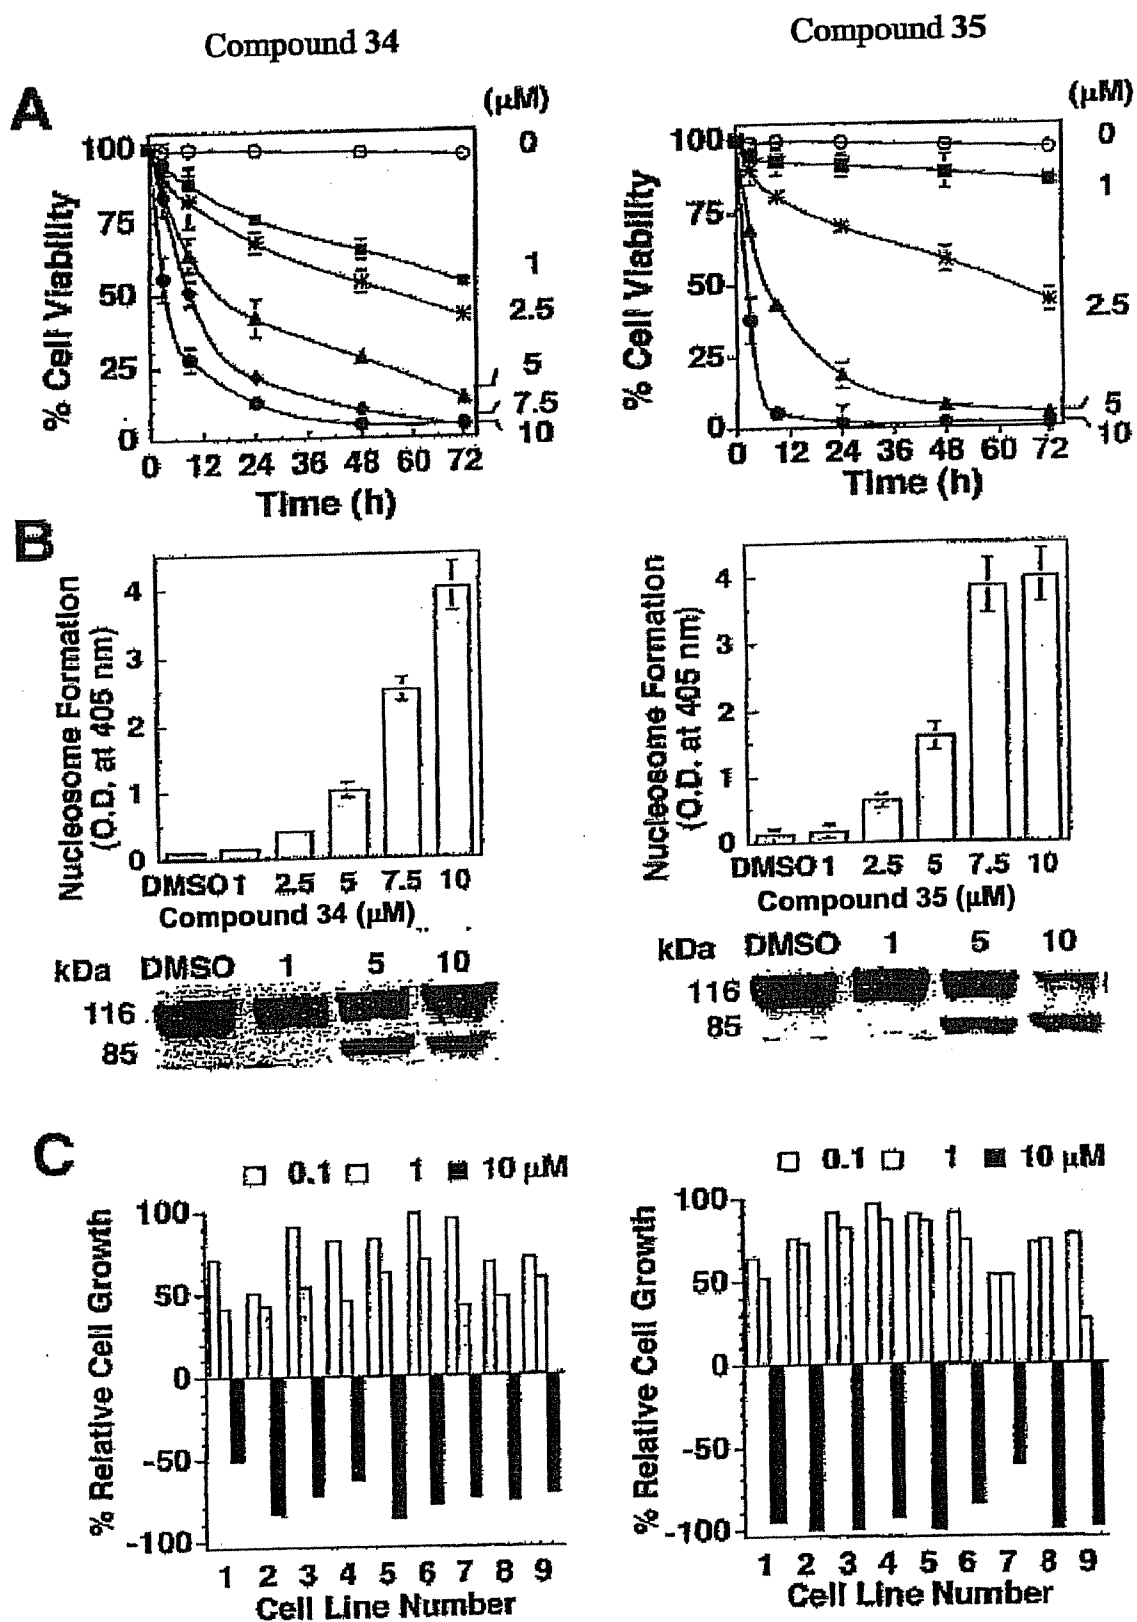 Compound 34
Compound 35
A
(μM)
100
75
50
25
0
% Cell Viability
0
1
2.5
5
7.5
10
0 12 24 36 48 60 72
Time (h)
(μM)
100
75
50
25
0
% Cell Viability
0
1
2.5
5
10
0 12 24 36 48 60 72
Time (h)
B
Nucleosome Formation
(O.D. at 405 nm)
4
3
2
1
0
DMSO 1 2.5 5 7.5 10
Compound 34 (μM)
kDa DMSO 1 5 10
116
85
Nucleosome Formation
(O.D. at 405 nm)
4
3
2
1
0
DMSO 1 2.5 5 7.5 10
Compound 35 (μM)
kDa DMSO 1 5 10
116
85
C
0.1 1 10 μM
% Relative Cell Growth
100
50
0
-50
-100
1 2 3 4 5 6 7 8 9
Cell Line Number
0.1 1 10 μM
% Relative Cell Growth
100
50
0
-50
-100
1 2 3 4 5 6 7 8 9
Cell Line Number